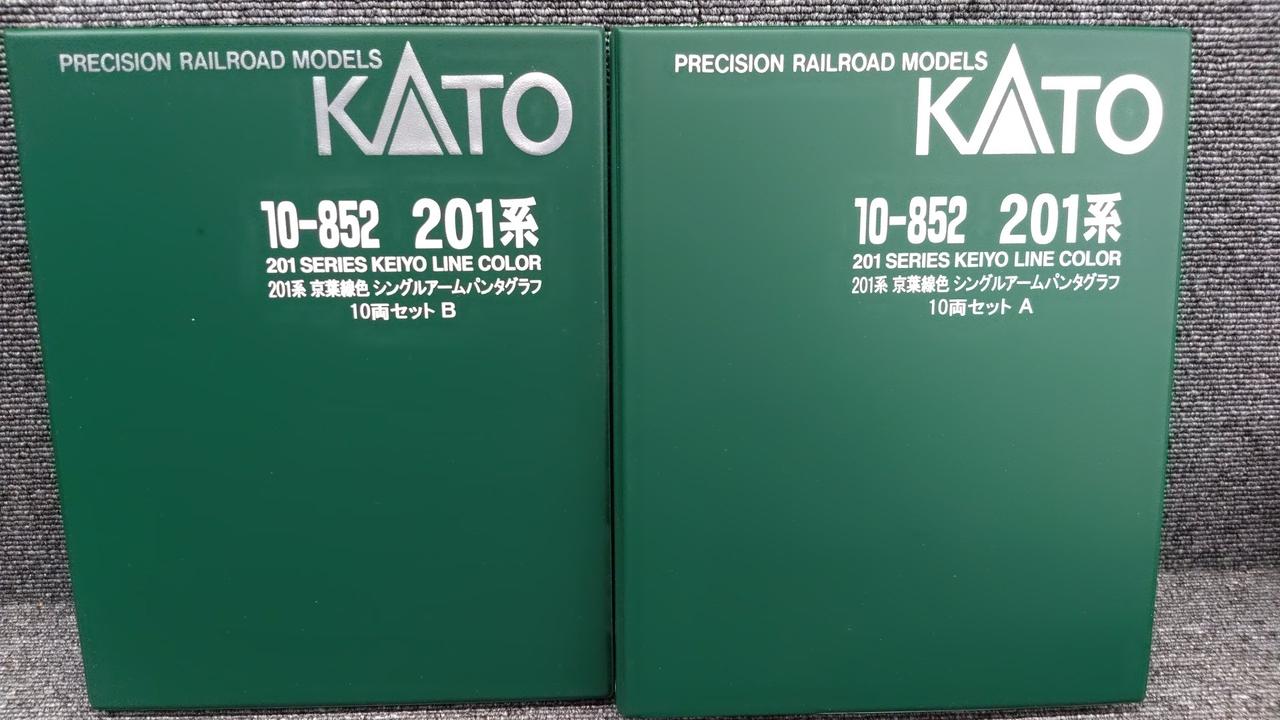 PRECISION RAILROAD MODELS
KATO
10-852 201系
201 SERIES KEIYO LINE COLOR
201系 京葉線色 シングルアームパンタグラフ
10両セット B
PRECISION RAILROAD MODELS
KATO
10-852 201系
201 SERIES KEIYO LINE COLOR
201系 京葉線色 シングルアームパンタグラフ
10両セット A